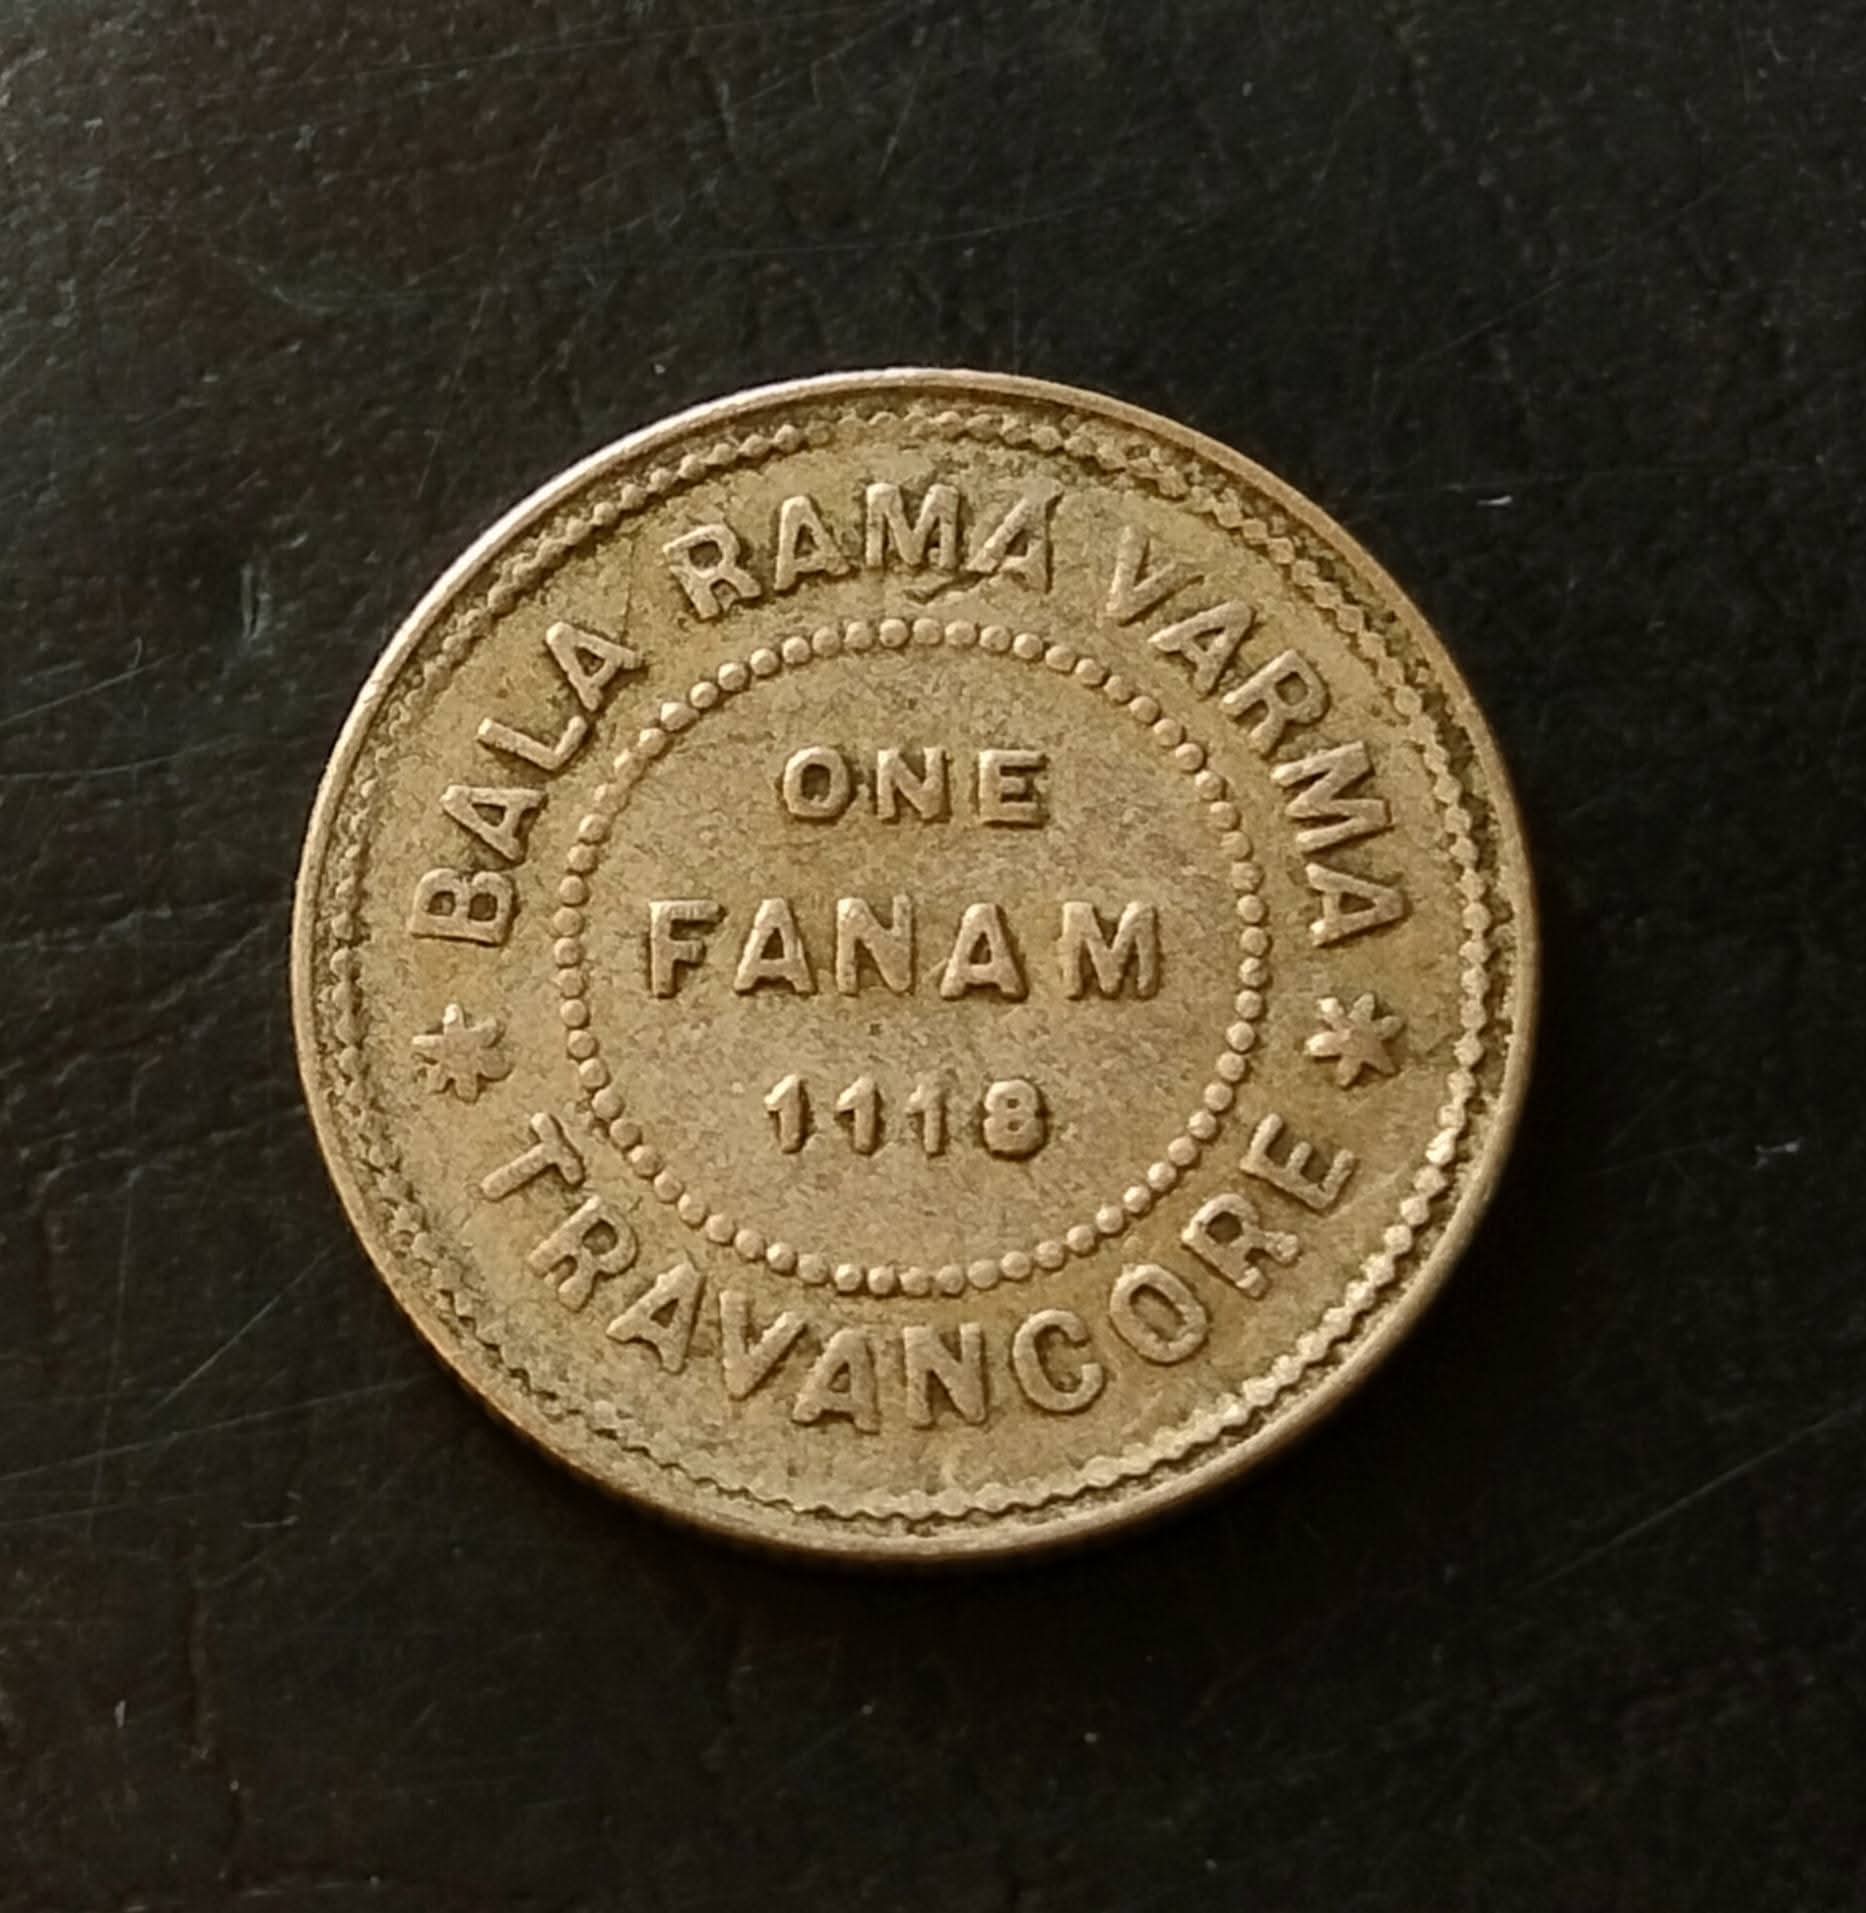 BALA RAMA VARMA
ONE
FANAM
1118
TRAVANCORE